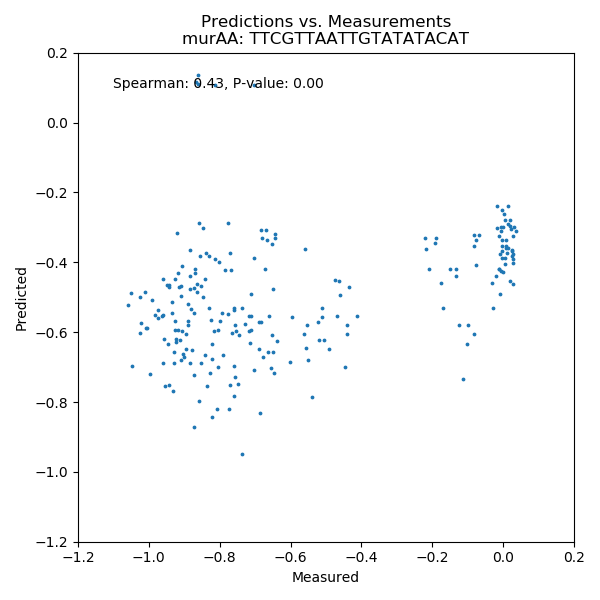 Predictions vs. Measurements
murAA: TTCGTTAATTGTATATACAT
Spearman: 0.43, P-value: 0.00
0.2
0.0
−0.2
−0.4
−0.6
−0.8
−1.0
−1.2
Predicted
−1.2 −1.0 −0.8 −0.6 −0.4 −0.2 0.0 0.2
Measured